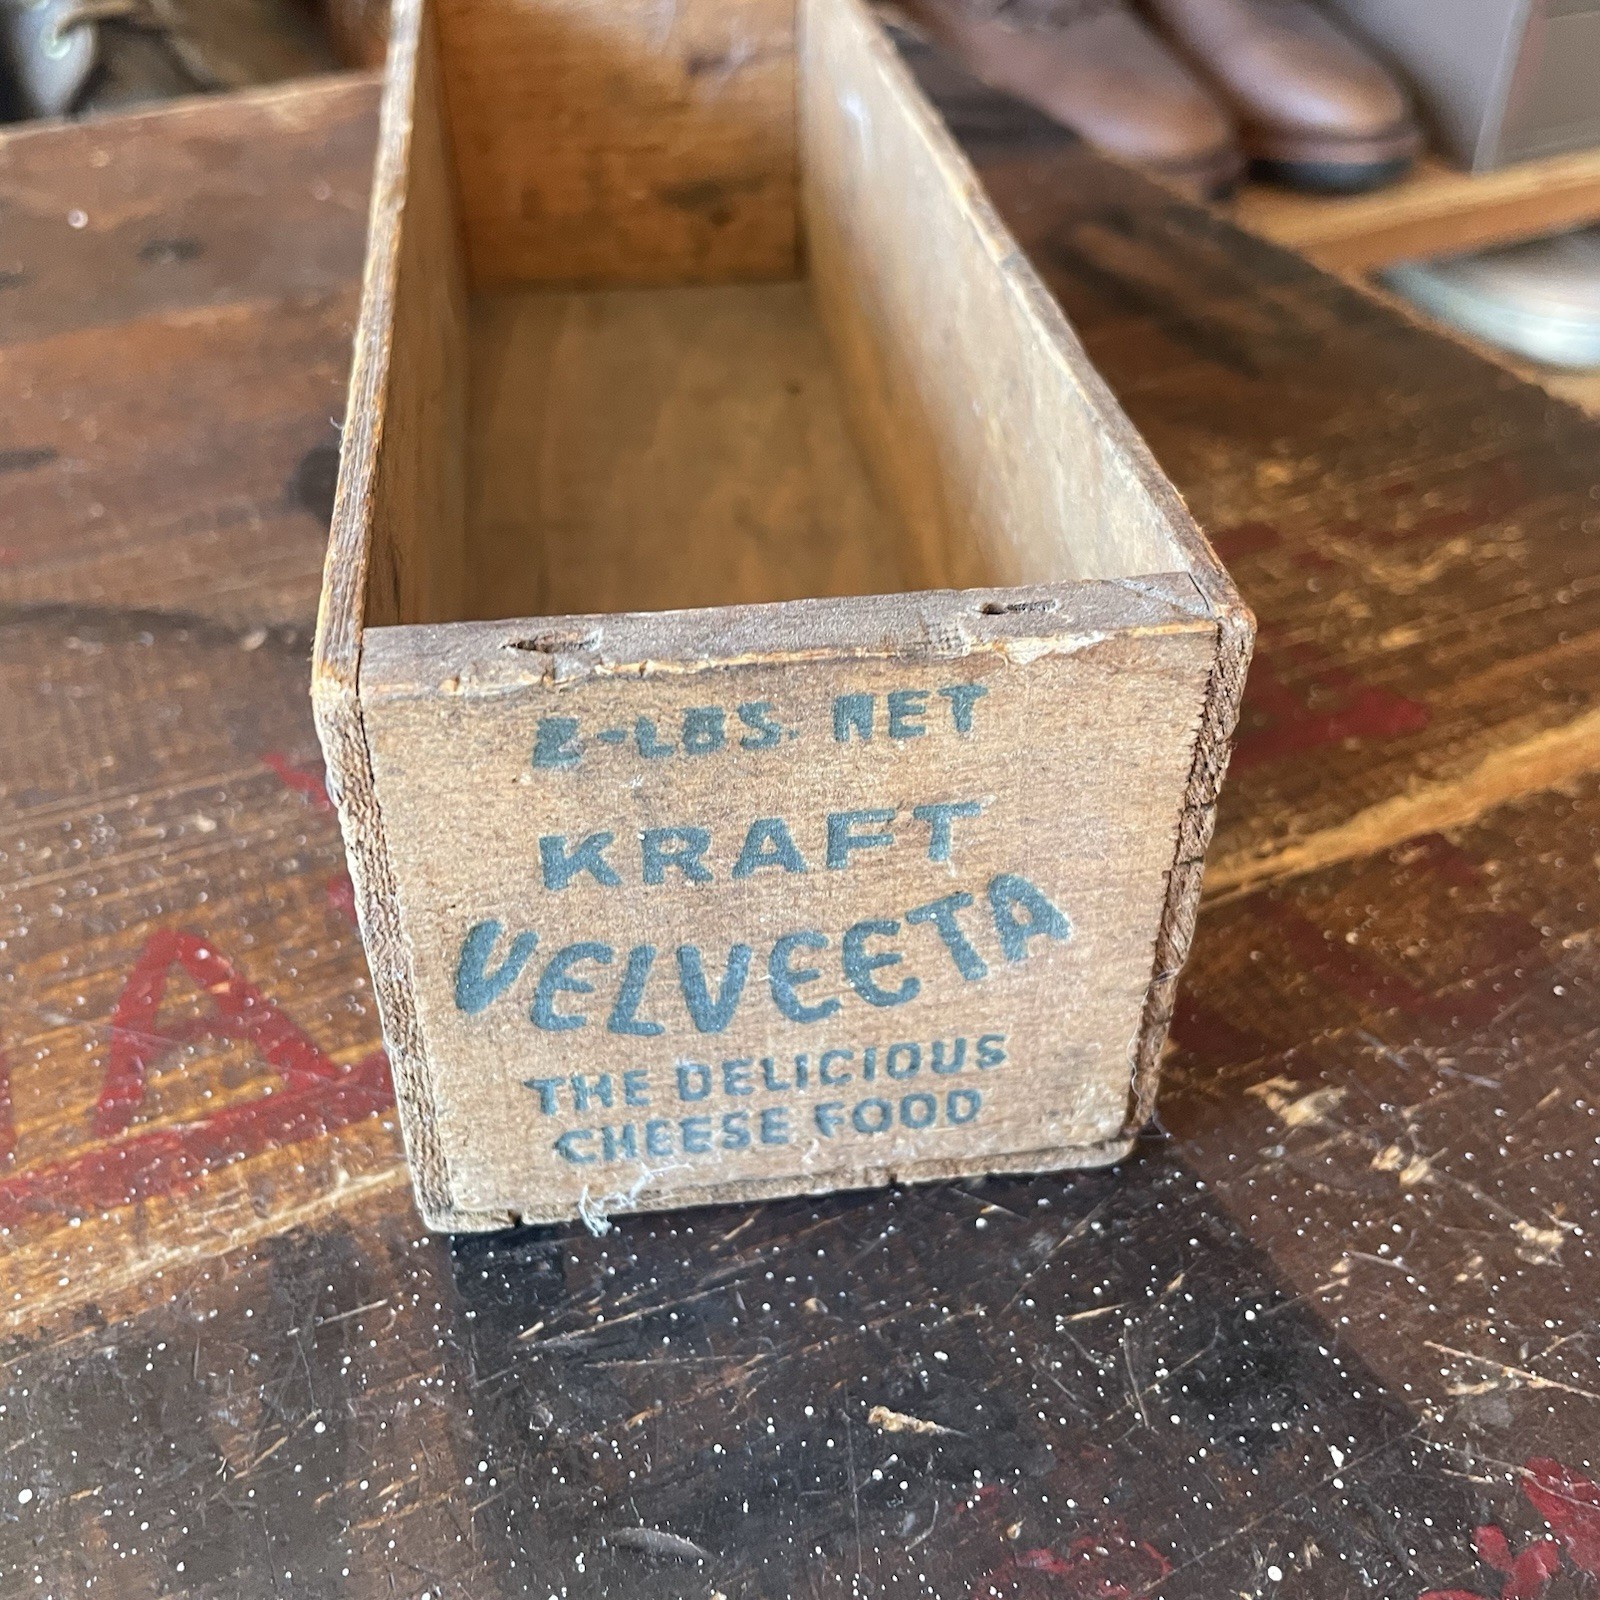 2-LBS. NET
KRAFT
VELVEETA
THE DELICIOUS
CHEESE FOOD